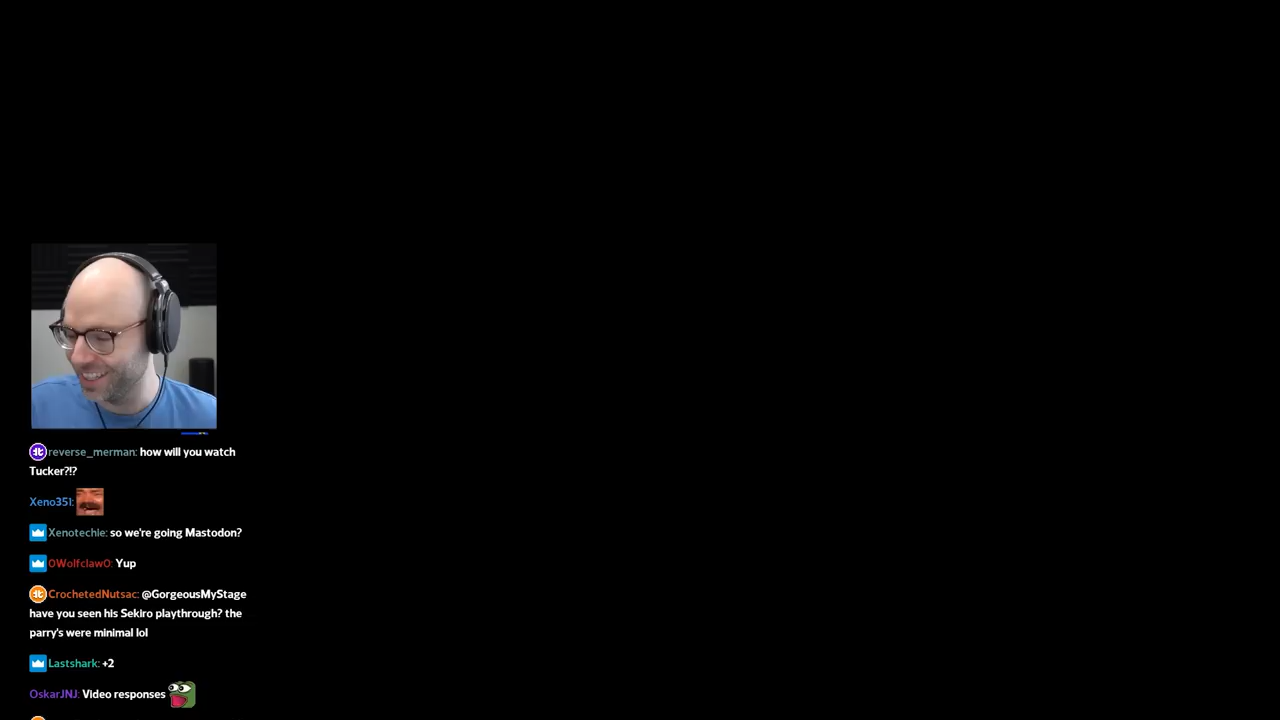 reverse_merman: how will you watch
Tucker?!?
Xeno351:
Xenotechie: so we're going Mastodon?
0Wolfclaw0: Yup
CrochetedNutsac: @GorgeousMyStage
have you seen his Sekiro playthrough? the
parry's were minimal lol
Lastshark: +2
OskarJNJ: Video responses